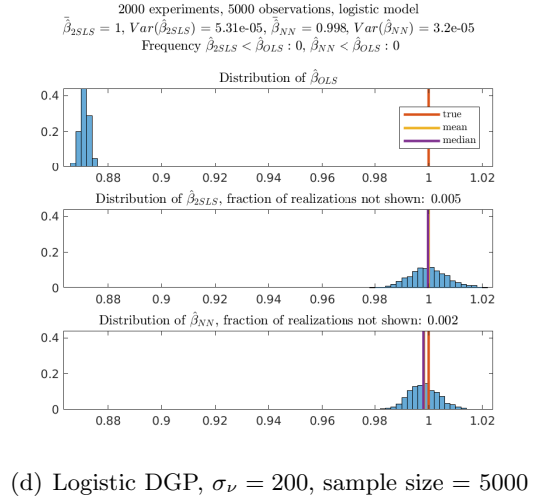 2000 experiments, 5000 observations, logistic model
$\bar{\hat{\beta}}_{2SLS} = 1$, $Var(\hat{\beta}_{2SLS}) = 5.31\text{e-}05$, $\bar{\hat{\beta}}_{NN} = 0.998$, $Var(\hat{\beta}_{NN}) = 3.2\text{e-}05$
Frequency $\hat{\beta}_{2SLS} < \hat{\beta}_{OLS} : 0$, $\hat{\beta}_{NN} < \hat{\beta}_{OLS} : 0$
Distribution of $\hat{\beta}_{OLS}$
0.4
0.2
0
true
mean
median
0.88 0.9 0.92 0.94 0.96 0.98 1 1.02
Distribution of $\hat{\beta}_{2SLS}$, fraction of realizations not shown: 0.005
0.4
0.2
0
0.88 0.9 0.92 0.94 0.96 0.98 1 1.02
Distribution of $\hat{\beta}_{NN}$, fraction of realizations not shown: 0.002
0.4
0.2
0
0.88 0.9 0.92 0.94 0.96 0.98 1 1.02
(d) Logistic DGP, $\sigma_\nu = 200$, sample size = 5000